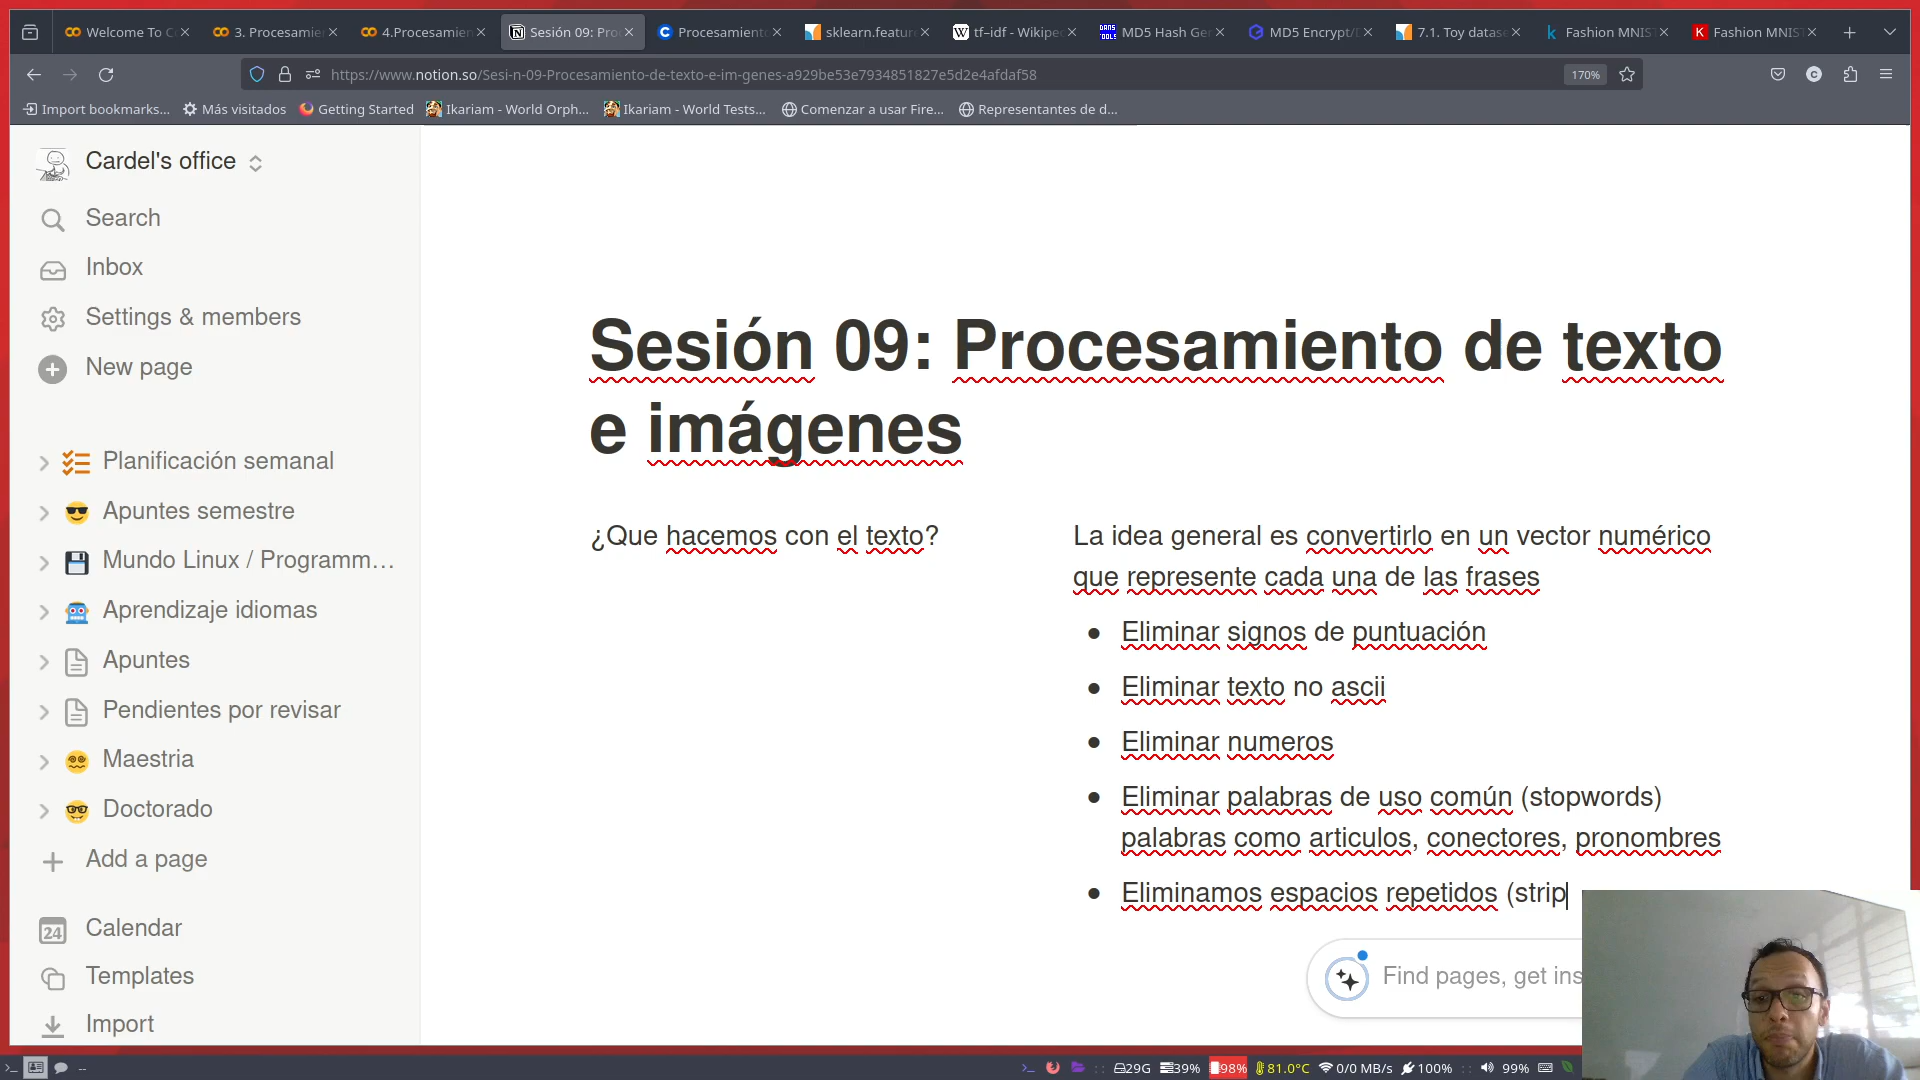 Welcome To C
3. Procesamie
4.Procesamien
Sesión 09: Pro
Procesamiento
sklearn.featur
tf–idf - Wikipe
MD5 Hash Ge
MD5 Encrypt/
7.1. Toy datase
Fashion MNIS
Fashion MNIS
https://www.notion.so/Sesi-n-09-Procesamiento-de-texto-e-im-genes-a929be53e7934851827e5d2e4afdaf58
170%
Import bookmarks...
Más visitados
Getting Started
Ikariam - World Orph...
Ikariam - World Tests...
Comenzar a usar Fire...
Representantes de d...
Cardel's office
Search
Inbox
Settings & members
New page
Planificación semanal
Apuntes semestre
Mundo Linux / Programm...
Aprendizaje idiomas
Apuntes
Pendientes por revisar
Maestria
Doctorado
Add a page
24
Calendar
Templates
Import
Sesión 09: Procesamiento de texto
e imágenes
¿Que hacemos con el texto?
La idea general es convertirlo en un vector numérico
que represente cada una de las frases
• Eliminar signos de puntuación
• Eliminar texto no ascii
• Eliminar numeros
• Eliminar palabras de uso común (stopwords)
palabras como articulos, conectores, pronombres
• Eliminamos espacios repetidos (strip
Find pages, get ins
29G 39% 98% 81.0°C 0/0 MB/s 100% 99%